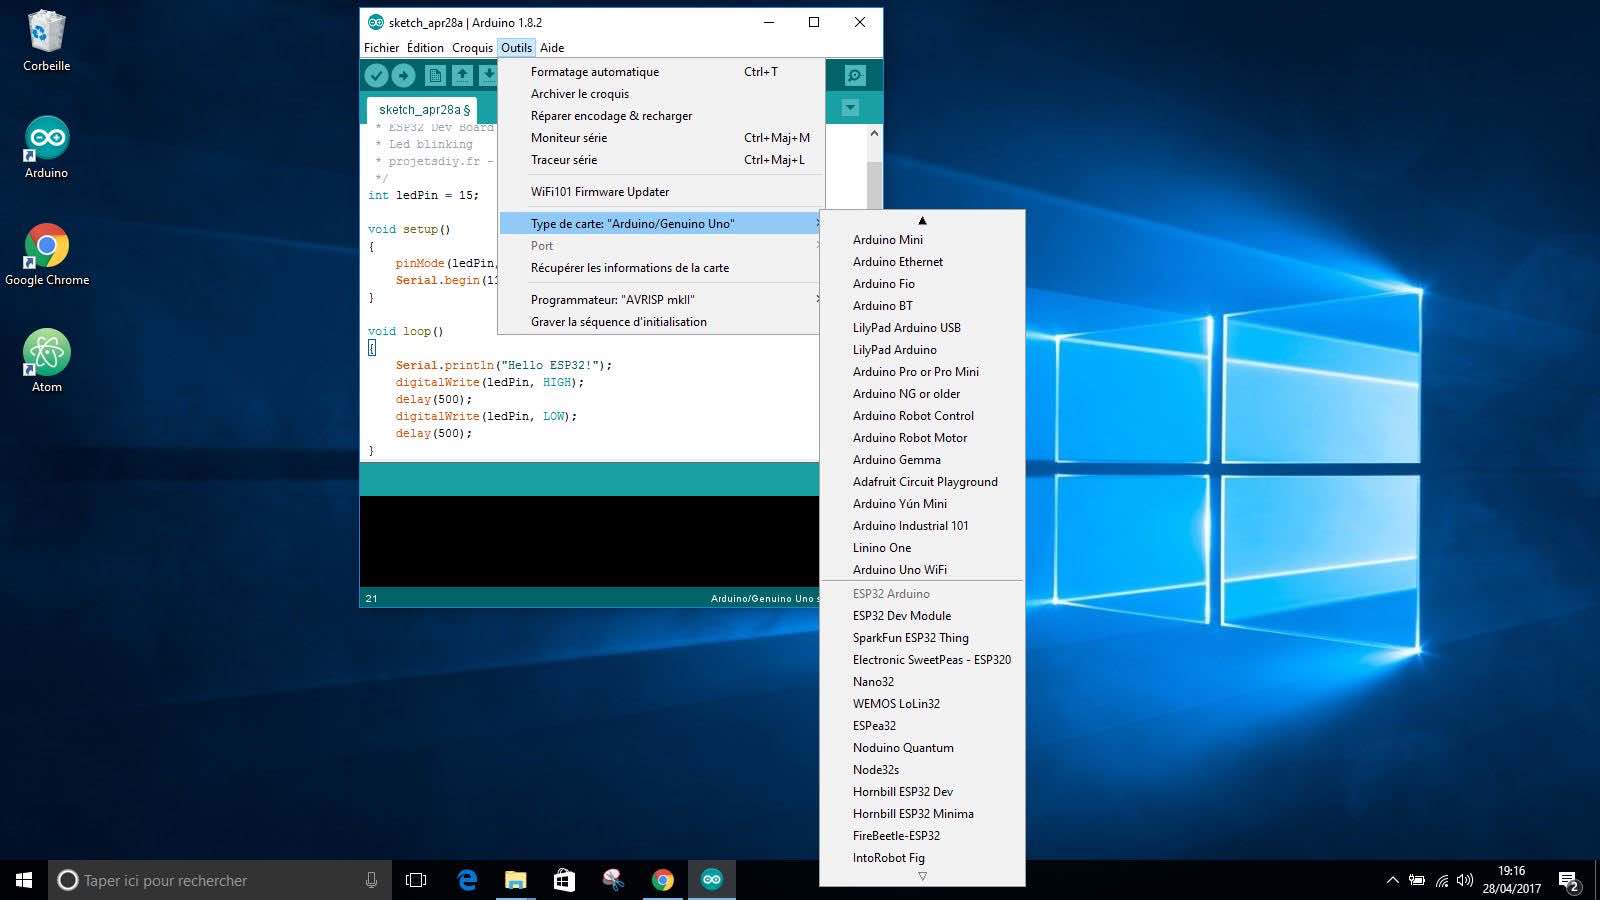 Corbeille
Arduino
Google Chrome
Atom
sketch_apr28a | Arduino 1.8.2
Fichier Édition Croquis Outils Aide
sketch_apr28a §
* ESP32 Dev Board
* Led blinking
* projetsdiy.fr -
*/
int ledPin = 15;
void setup()
{
pinMode(ledPin,
Serial.begin(11
}
void loop()
{
Serial.println("Hello ESP32!");
digitalWrite(ledPin, HIGH);
delay(500);
digitalWrite(ledPin, LOW);
delay(500);
}
21
Arduino/Genuino Uno s
Formatage automatique Ctrl+T
Archiver le croquis
Réparer encodage & recharger
Moniteur série Ctrl+Maj+M
Traceur série Ctrl+Maj+L
WiFi101 Firmware Updater
Type de carte: "Arduino/Genuino Uno"
Port
Récupérer les informations de la carte
Programmateur: "AVRISP mkII"
Graver la séquence d'initialisation
Arduino Mini
Arduino Ethernet
Arduino Fio
Arduino BT
LilyPad Arduino USB
LilyPad Arduino
Arduino Pro or Pro Mini
Arduino NG or older
Arduino Robot Control
Arduino Robot Motor
Arduino Gemma
Adafruit Circuit Playground
Arduino Yún Mini
Arduino Industrial 101
Linino One
Arduino Uno WiFi
ESP32 Arduino
ESP32 Dev Module
SparkFun ESP32 Thing
Electronic SweetPeas - ESP320
Nano32
WEMOS LoLin32
ESPea32
Noduino Quantum
Node32s
Hornbill ESP32 Dev
Hornbill ESP32 Minima
FireBeetle-ESP32
IntoRobot Fig
Taper ici pour rechercher
19:16
28/04/2017
2